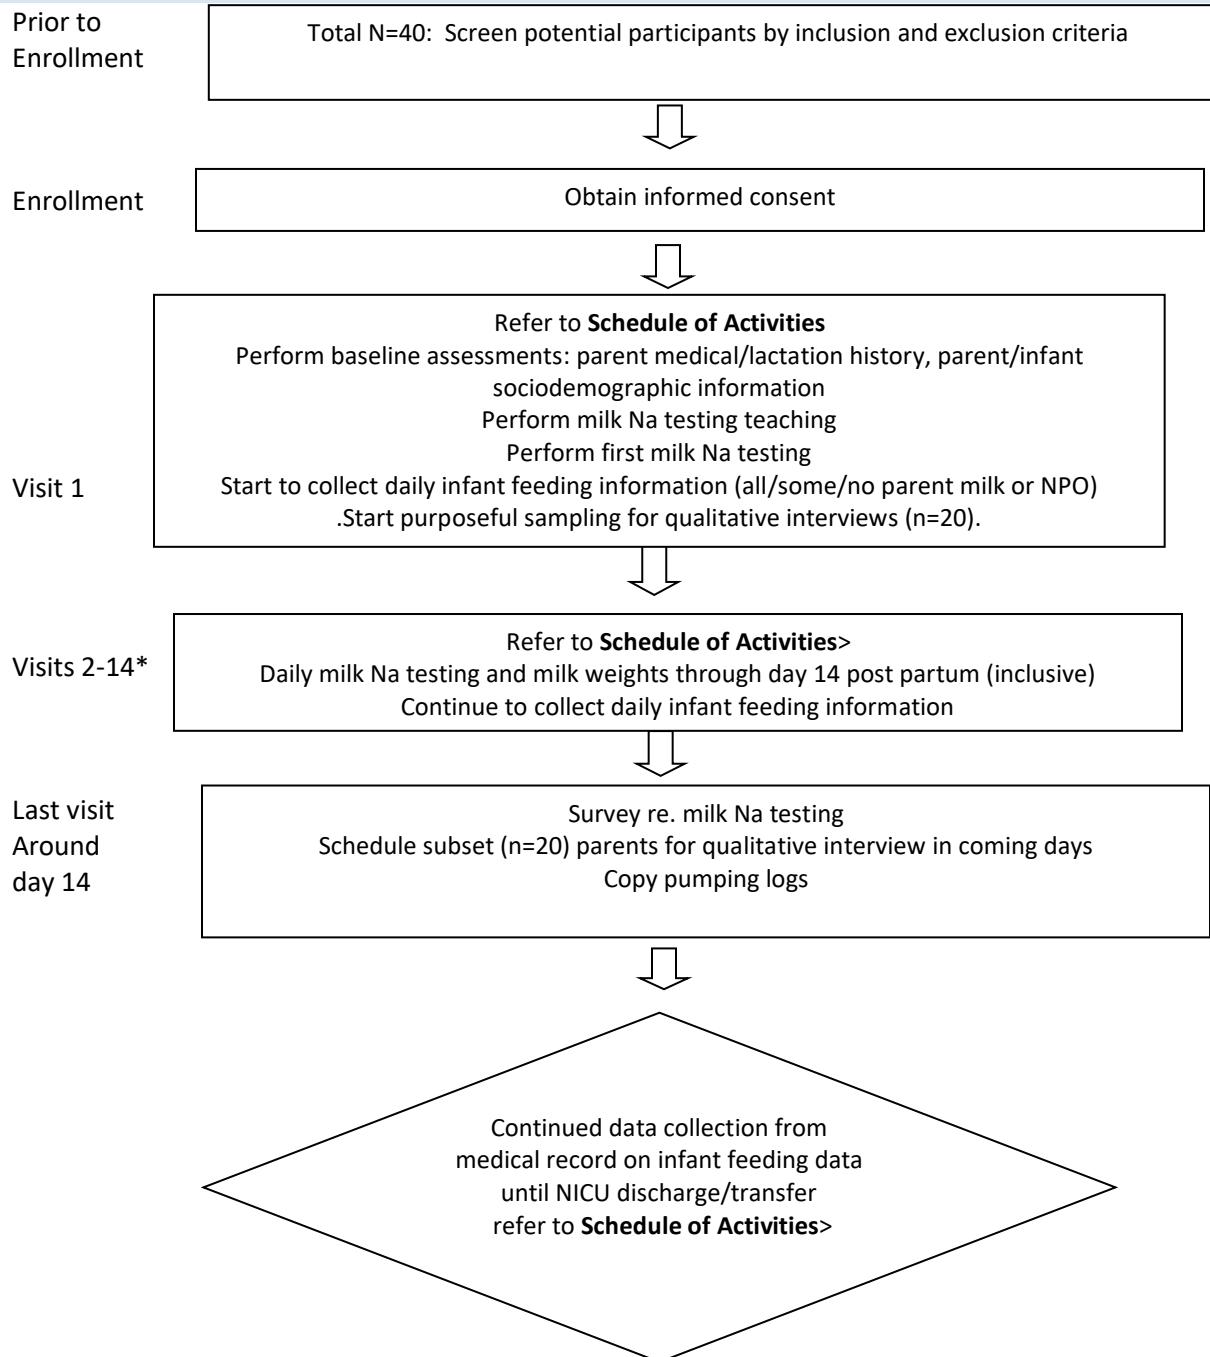 Prior to
Enrollment
Total N=40:  Screen potential participants by inclusion and exclusion criteria
Enrollment
Obtain informed consent
Visit 1
Refer to Schedule of Activities
Perform baseline assessments: parent medical/lactation history, parent/infant
sociodemographic information
Perform milk Na testing teaching
Perform first milk Na testing
Start to collect daily infant feeding information (all/some/no parent milk or NPO)
.Start purposeful sampling for qualitative interviews (n=20).
Visits 2-14*
Refer to Schedule of Activities>
Daily milk Na testing and milk weights through day 14 post partum (inclusive)
Continue to collect daily infant feeding information
Last visit
Around
day 14
Survey re. milk Na testing
Schedule subset (n=20) parents for qualitative interview in coming days
Copy pumping logs
Continued data collection from
medical record on infant feeding data
until NICU discharge/transfer
refer to Schedule of Activities>